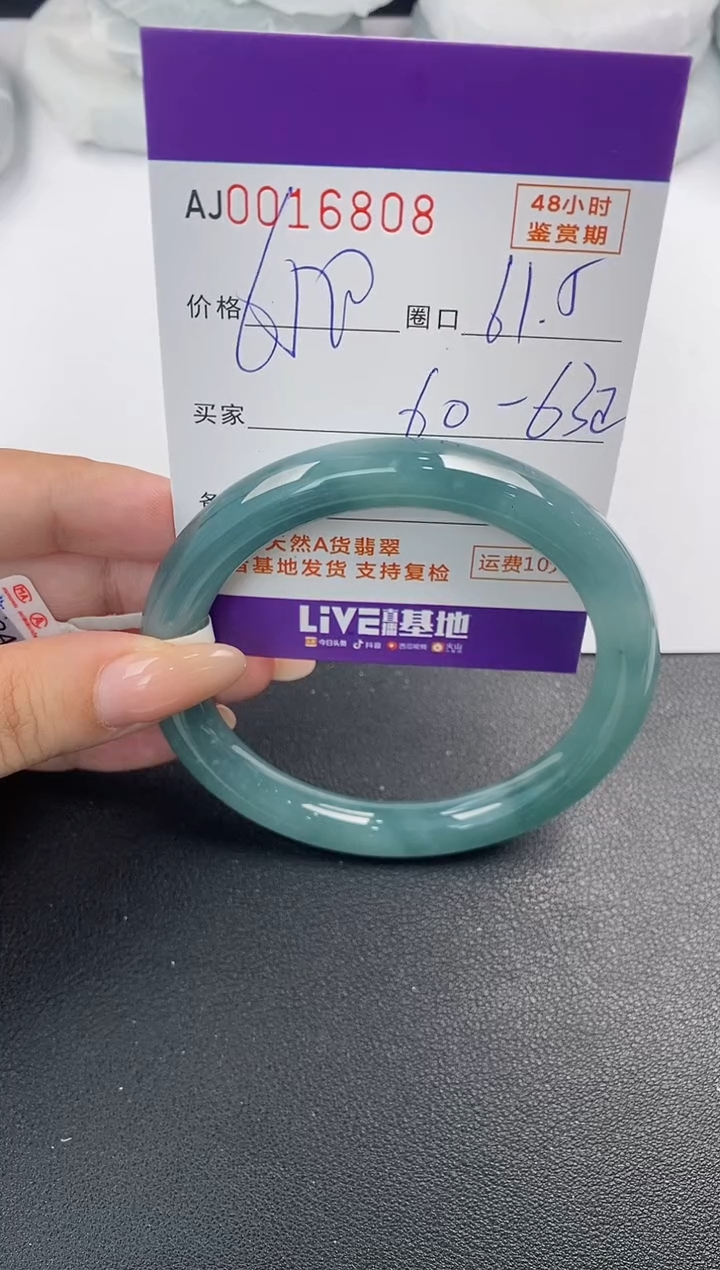 AJ0016808
48小时
鉴赏期
价格
圈口 61.5
买家 60-63
天然A货翡翠
基地发货 支持复检
运费10
LiVE直播基地
今日头条 抖音 西瓜视频 火山